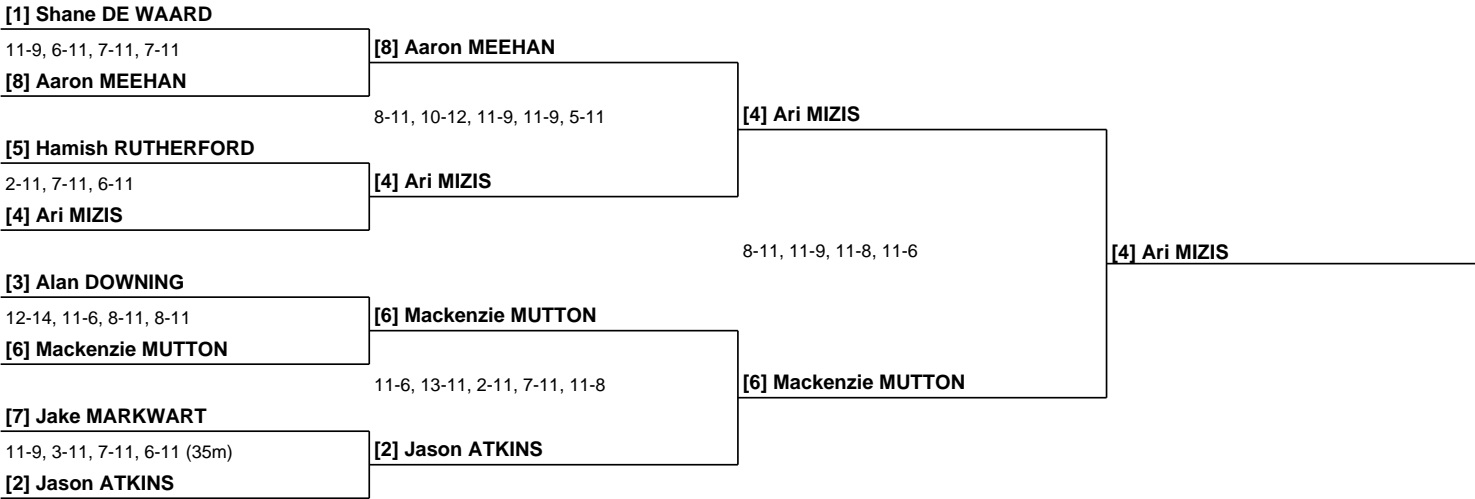 [1] Shane DE WAARD
11-9, 6-11, 7-11, 7-11
[8] Aaron MEEHAN
[5] Hamish RUTHERFORD
2-11, 7-11, 6-11
[4] Ari MIZIS
[3] Alan DOWNING
12-14, 11-6, 8-11, 8-11
[6] Mackenzie MUTTON
[7] Jake MARKWART
11-9, 3-11, 7-11, 6-11 (35m)
[2] Jason ATKINS
[8] Aaron MEEHAN
8-11, 10-12, 11-9, 11-9, 5-11
[4] Ari MIZIS
[6] Mackenzie MUTTON
11-6, 13-11, 2-11, 7-11, 11-8
[2] Jason ATKINS
[4] Ari MIZIS
8-11, 11-9, 11-8, 11-6
[6] Mackenzie MUTTON
[4] Ari MIZIS